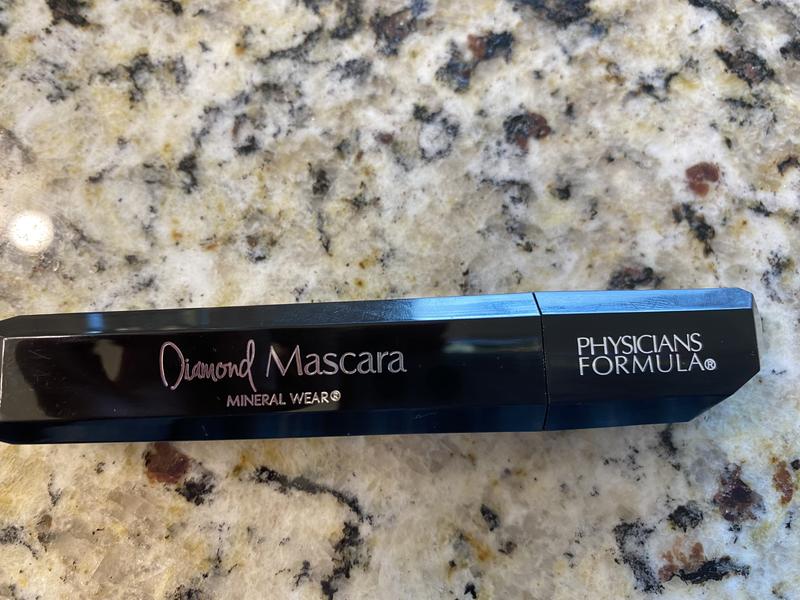 Diamond Mascara
MINERAL WEAR®
PHYSICIANS
FORMULA®